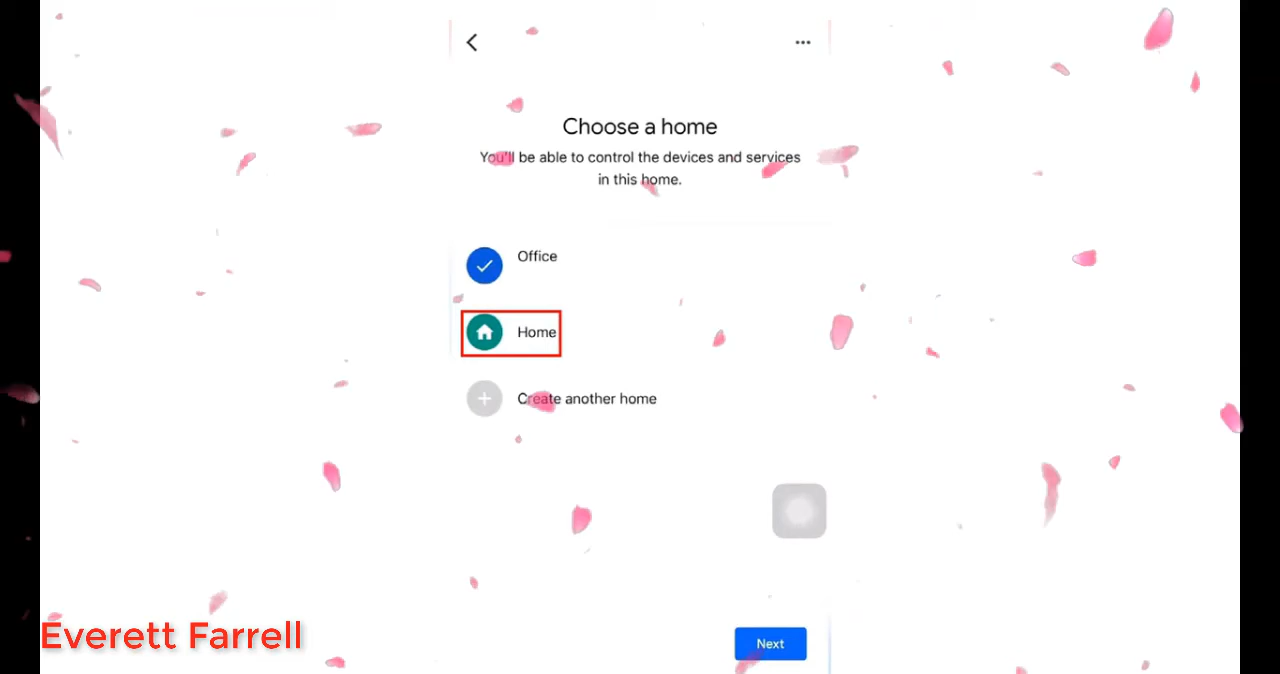 Choose a home
You'll be able to control the devices and services
in this home.
Office
Home
Create another home
Next
Everett Farrell